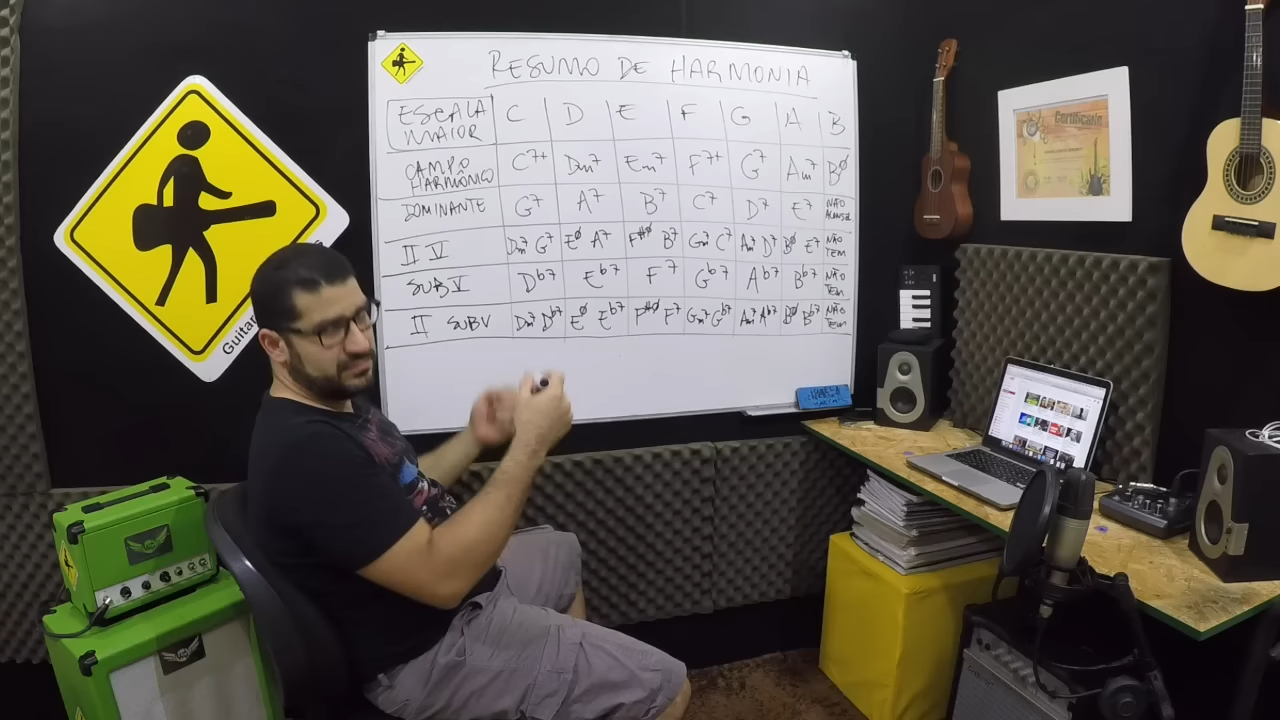 RESUMO DE HARMONIA
ESCALA MAIOR C D E F G A B
CAMPO HARMÔNICO C7+ Dm7 Em7 F7+ G7 Am7 Bø
DOMINANTE G7 A7 B7 C7 D7 E7 NÃO
II V Dm7 G7 Eø A7 F#ø B7 Gm7 C7 Am7 D7 Bø E7 NÃO TEM
SUB V Db7 Eb7 F7 Gb7 Ab7 Bb7 NÃO TEM
II SUBV Dm7 Db7 Eø Eb7 F#ø F7 Gm7 Gb7 Am7 Ab7 Bø Bb7 NÃO TEM
Guitar
Certificado